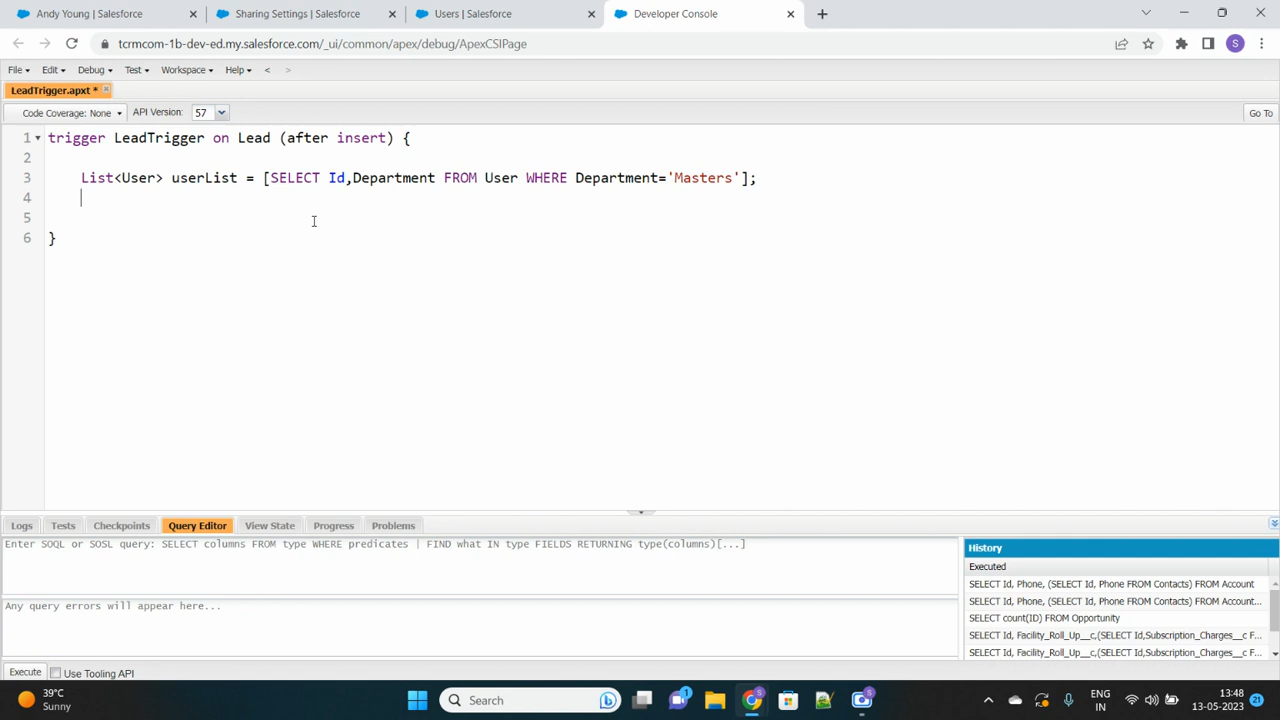 Andy Young | Salesforce
Sharing Settings | Salesforce
Users | Salesforce
Developer Console
tcrmcom-1b-dev-ed.my.salesforce.com/_ui/common/apex/debug/ApexCSIPage
S
File
Edit
Debug
Test
Workspace
Help
<
>
LeadTrigger.apxt *
Code Coverage: None
API Version:
57
Go To
1 trigger LeadTrigger on Lead (after insert) {
2
3 List<User> userList = [SELECT Id,Department FROM User WHERE Department='Masters'];
4
5
6 }
Logs
Tests
Checkpoints
Query Editor
View State
Progress
Problems
Enter SOQL or SOSL query: SELECT columns FROM type WHERE predicates | FIND what IN type FIELDS RETURNING type(columns)[...]
Any query errors will appear here...
History
Executed
SELECT Id, Phone, (SELECT Id, Phone FROM Contacts) FROM Account
SELECT Id, Phone, (SELECT Id, Phone FROM Contacts) FROM Account...
SELECT count(ID) FROM Opportunity
SELECT Id, Facility_Roll_Up__c,(SELECT Id,Subscription_Charges__c F...
SELECT Id, Facility_Roll_Up__c,(SELECT Id,Subscription_Charges__c F...
Execute
Use Tooling API
39°C
Sunny
Search
1
S
S
ENG
IN
13:48
13-05-2023
21